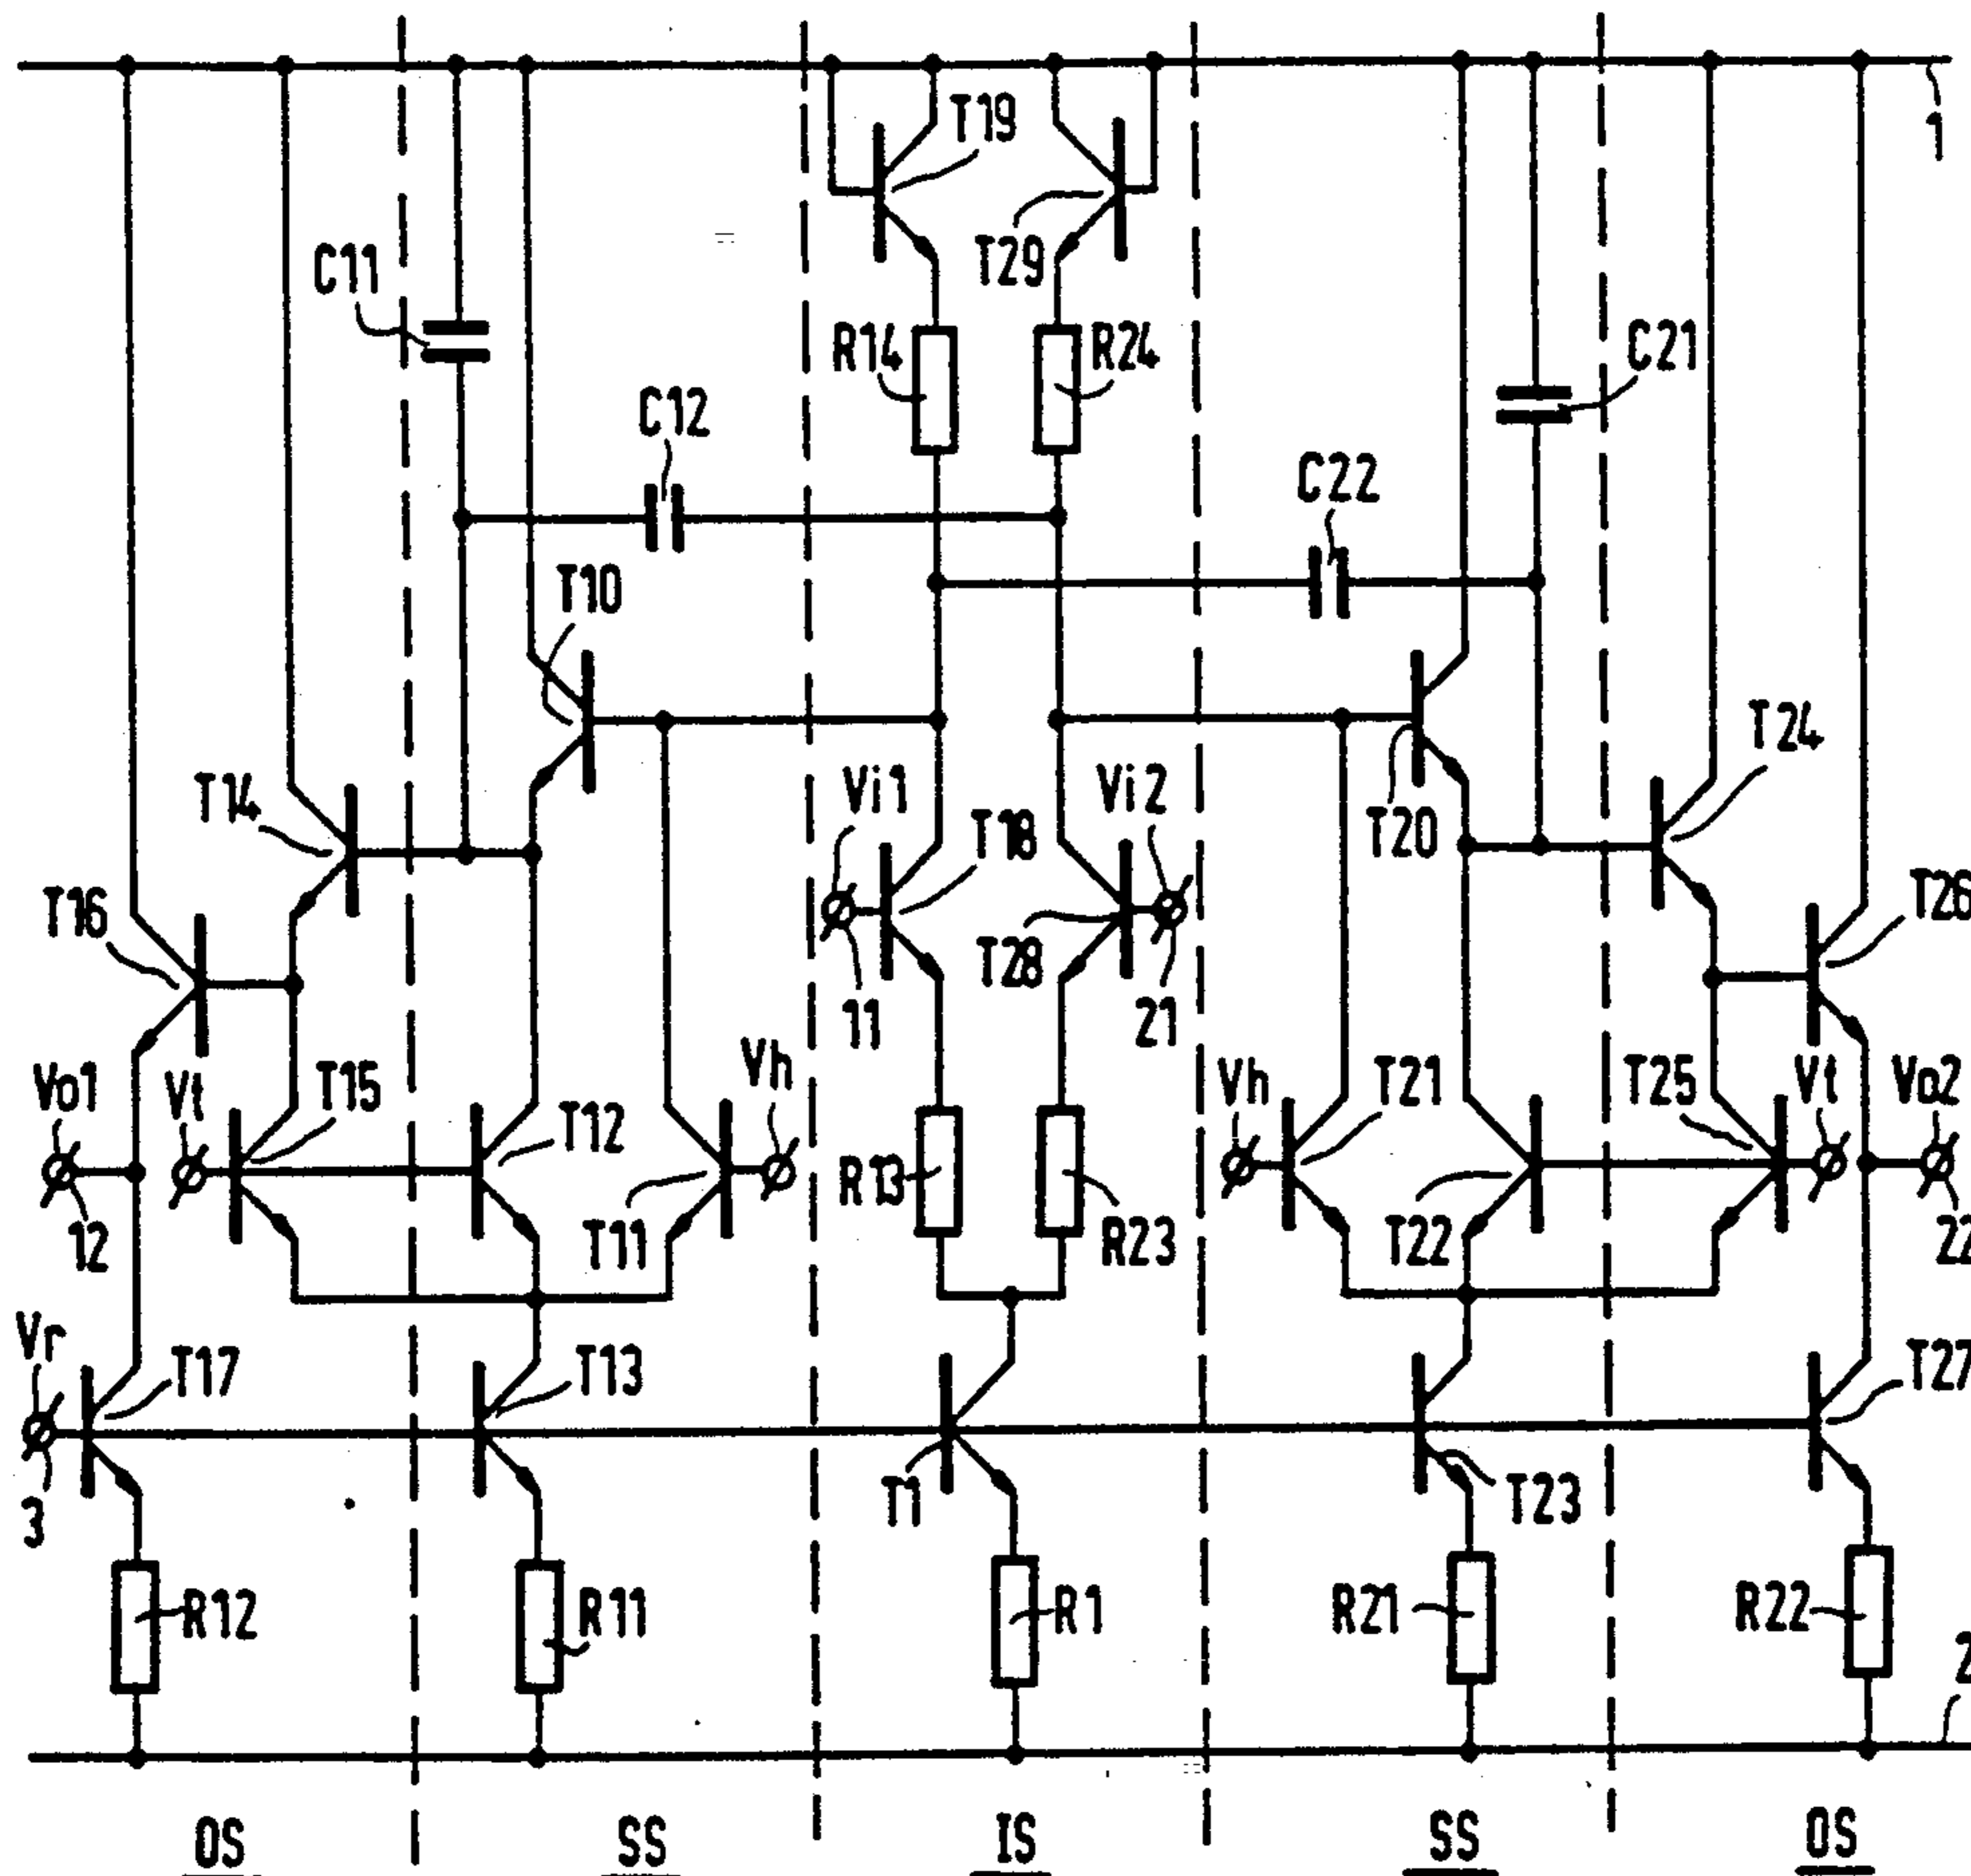 1
T19
T29
C11
R14
R24
C21
C12
C22
T10
T24
T14
Vi1
Vi2
T18
T20
T16
T26
T28
11
21
Vo1
Vt
T15
T12
Vh
Vh
T21
T25
Vt
Vo2
12
T11
R13
R23
T22
22
Vr
T17
T13
T27
3
T1
T23
R12
R11
R1
R21
R22
2
OS
SS
IS
SS
OS